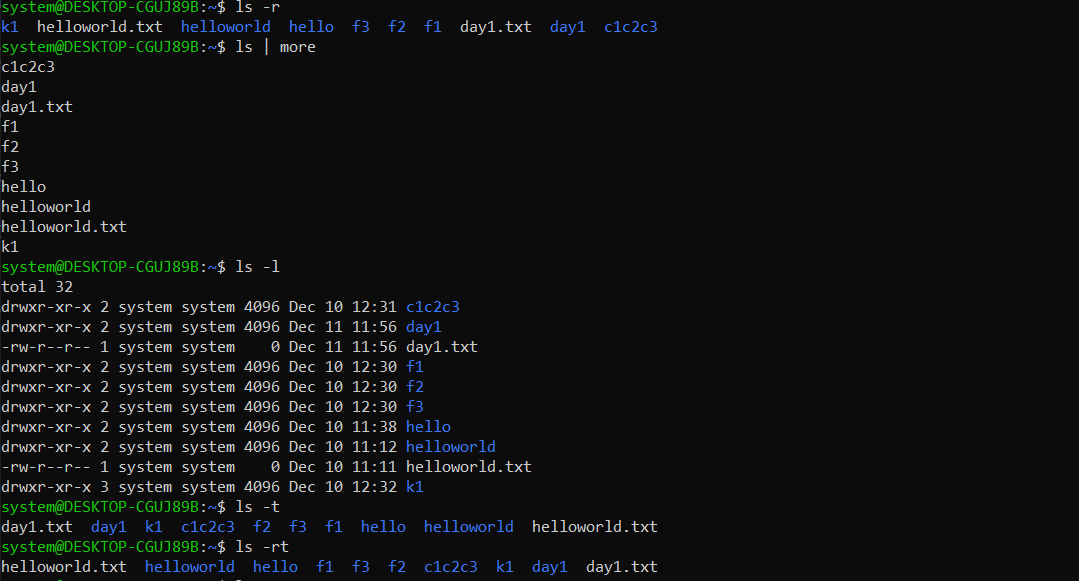 system@DESKTOP-CGUJ89B:~$ ls -r
k1  helloworld.txt  helloworld  hello  f3  f2  f1  day1.txt  day1  c1c2c3
system@DESKTOP-CGUJ89B:~$ ls | more
c1c2c3
day1
day1.txt
f1
f2
f3
hello
helloworld
helloworld.txt
k1
system@DESKTOP-CGUJ89B:~$ ls -l
total 32
drwxr-xr-x 2 system system 4096 Dec 10 12:31 c1c2c3
drwxr-xr-x 2 system system 4096 Dec 11 11:56 day1
-rw-r--r-- 1 system system    0 Dec 11 11:56 day1.txt
drwxr-xr-x 2 system system 4096 Dec 10 12:30 f1
drwxr-xr-x 2 system system 4096 Dec 10 12:30 f2
drwxr-xr-x 2 system system 4096 Dec 10 12:30 f3
drwxr-xr-x 2 system system 4096 Dec 10 11:38 hello
drwxr-xr-x 2 system system 4096 Dec 10 11:12 helloworld
-rw-r--r-- 1 system system    0 Dec 10 11:11 helloworld.txt
drwxr-xr-x 3 system system 4096 Dec 10 12:32 k1
system@DESKTOP-CGUJ89B:~$ ls -t
day1.txt  day1  k1  c1c2c3  f2  f3  f1  hello  helloworld  helloworld.txt
system@DESKTOP-CGUJ89B:~$ ls -rt
helloworld.txt  helloworld  hello  f1  f3  f2  c1c2c3  k1  day1  day1.txt